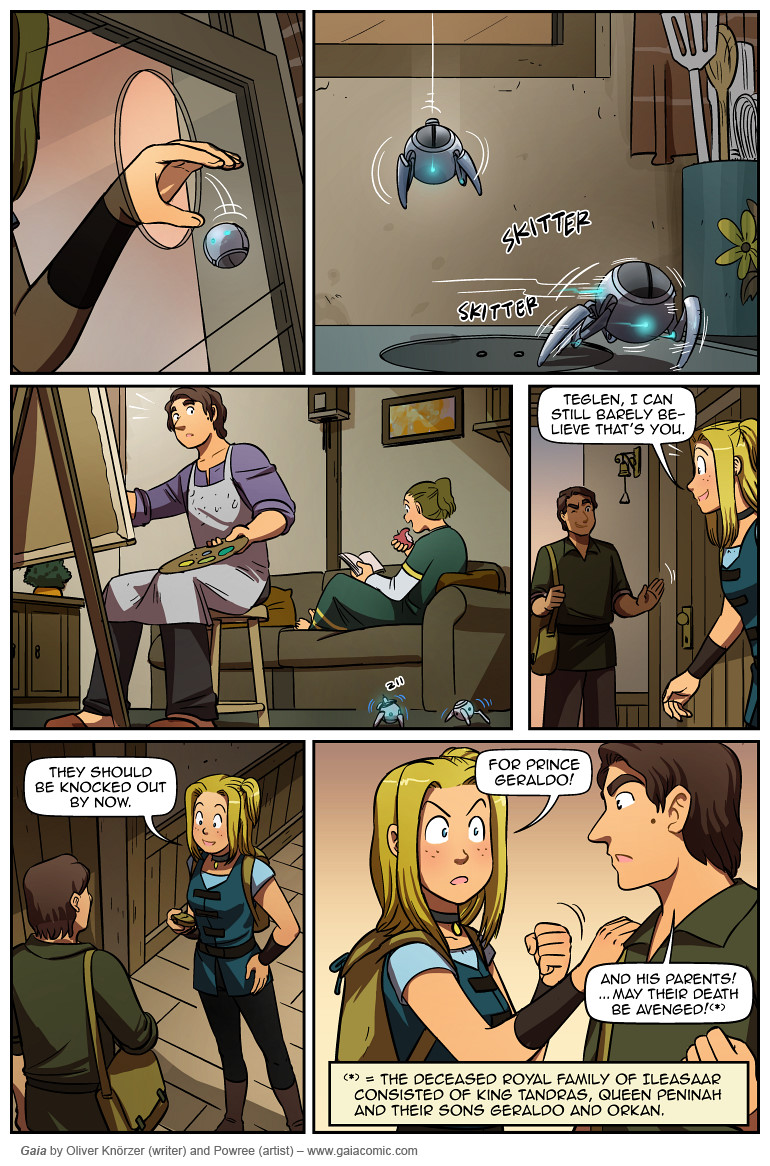 SKITTER
SKITTER
ZII
TEGLEN, I CAN
STILL BARELY BE-
LIEVE THAT'S YOU.
THEY SHOULD
BE KNOCKED OUT
BY NOW.
FOR PRINCE
GERALDO!
AND HIS PARENTS!
...MAY THEIR DEATH
BE AVENGED!(*)
(*) = THE DECEASED ROYAL FAMILY OF ILEASAAR
CONSISTED OF KING TANDRAS, QUEEN PENINAH
AND THEIR SONS GERALDO AND ORKAN.
Gaia by Oliver Knörzer (writer) and Powree (artist) – www.gaiacomic.com